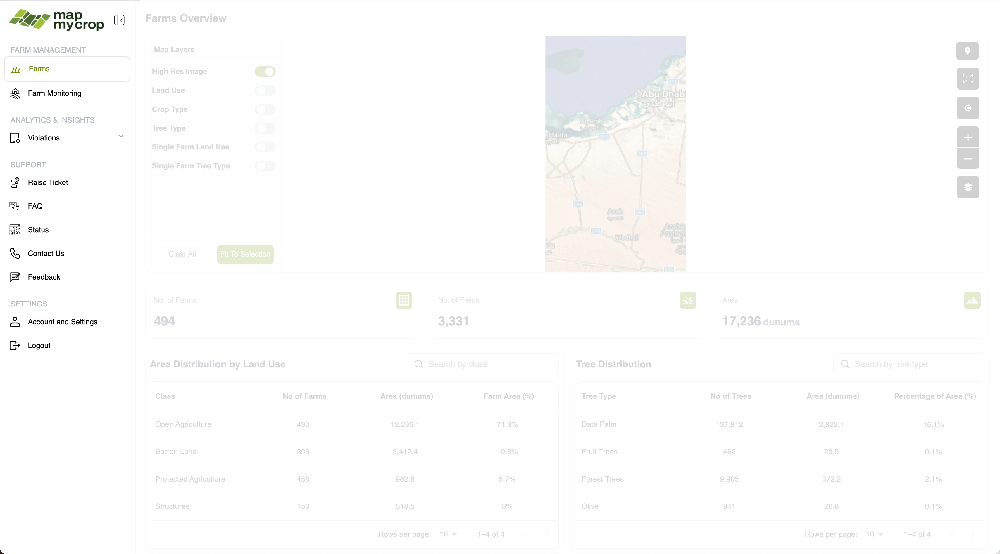 map
mycrop
FARM MANAGEMENT
Farms
Farm Monitoring
ANALYTICS & INSIGHTS
Violations
SUPPORT
Raise Ticket
FAQ
FAQ
Status
Contact Us
Feedback
SETTINGS
Account and Settings
Logout
Farms Overview
Map Layers
High Res Image
Land Use
Crop Type
Tree Type
Single Farm Land Use
Single Farm Tree Type
Clear All
Fit To Selection
E11
Abu Dhab
أبو ظبي
Al Jirab
الجراب
Al Mirfa
E11
E65
E45
Asab
عصب
E65
Arabia
Protect
E90
Wedhail
E90
No. of Farms
494
No. of Fields
3,331
Area
17,236 dunums
Area Distribution by Land Use
Search by class
Class No of Farms Area (dunums) Farm Area (%)
Open Agriculture 490 12,295.1 71.3%
Barren Land 396 3,412.4 19.8%
Protected Agriculture 458 982.8 5.7%
Structures 150 518.5 3%
Rows per page: 10 1–4 of 4
Tree Distribution
Search by tree type
Tree Type No of Trees Area (dunums) Percentage of Area (%)
Date Palm 137,812 2,822.1 16.1%
Fruit Trees 462 23.9 0.1%
Forest Trees 9,905 372.2 2.1%
Olive 941 26.8 0.1%
Rows per page: 10 1–4 of 4